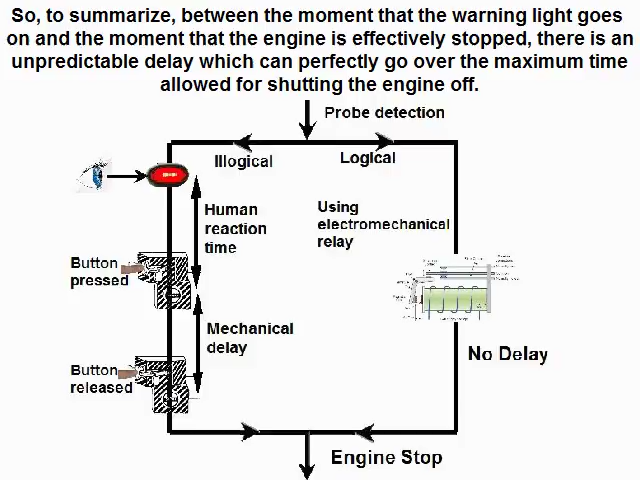 So, to summarize, between the moment that the warning light goes
on and the moment that the engine is effectively stopped, there is an
unpredictable delay which can perfectly go over the maximum time
allowed for shutting the engine off.
Probe detection
Illogical
Logical
Human
reaction
time
Using
electromechanical
relay
Button
pressed
Mechanical
delay
No Delay
Button
released
Engine Stop